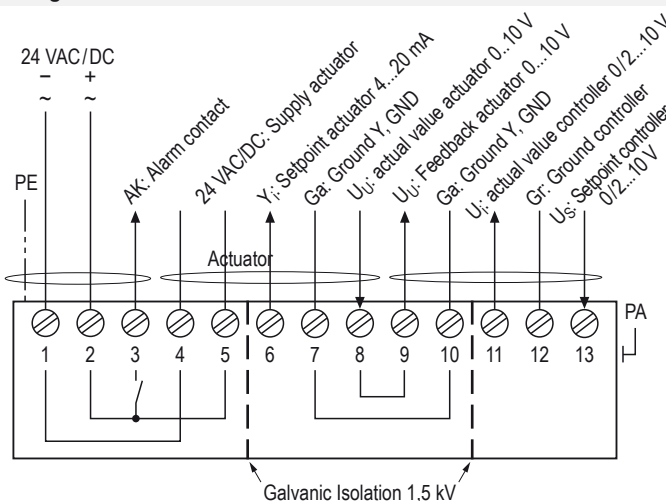 24 VAC/DC
− +
~ ~
PE
AK: Alarm contact
24 VAC/DC: Supply actuator
Yi: Setpoint actuator 4...20 mA
Ga: Ground Y, GND
UU: actual value actuator 0..10 V
UU: Feedback actuator 0...10 V
Ga: Ground Y, GND
Ui: actual value controller 0/2...10 V
Gr: Ground controller
US: Setpoint controller
0/2...10 V
Actuator
PA
1 2 3 4 5 6 7 8 9 10 11 12 13
Galvanic Isolation 1,5 kV